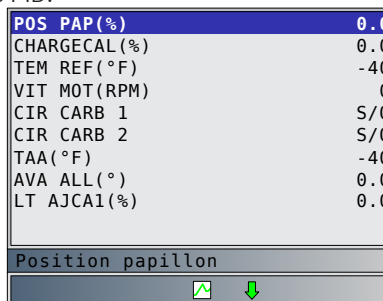 POS PAP(%) 0.0
CHARGECAL(%) 0.0
TEM REF(°F) -40
VIT MOT(RPM) 0
CIR CARB 1 S/O
CIR CARB 2 S/O
TAA(°F) -40
AVA ALL(°) 0.0
LT AJCA1(%) 0.0
Position papillon